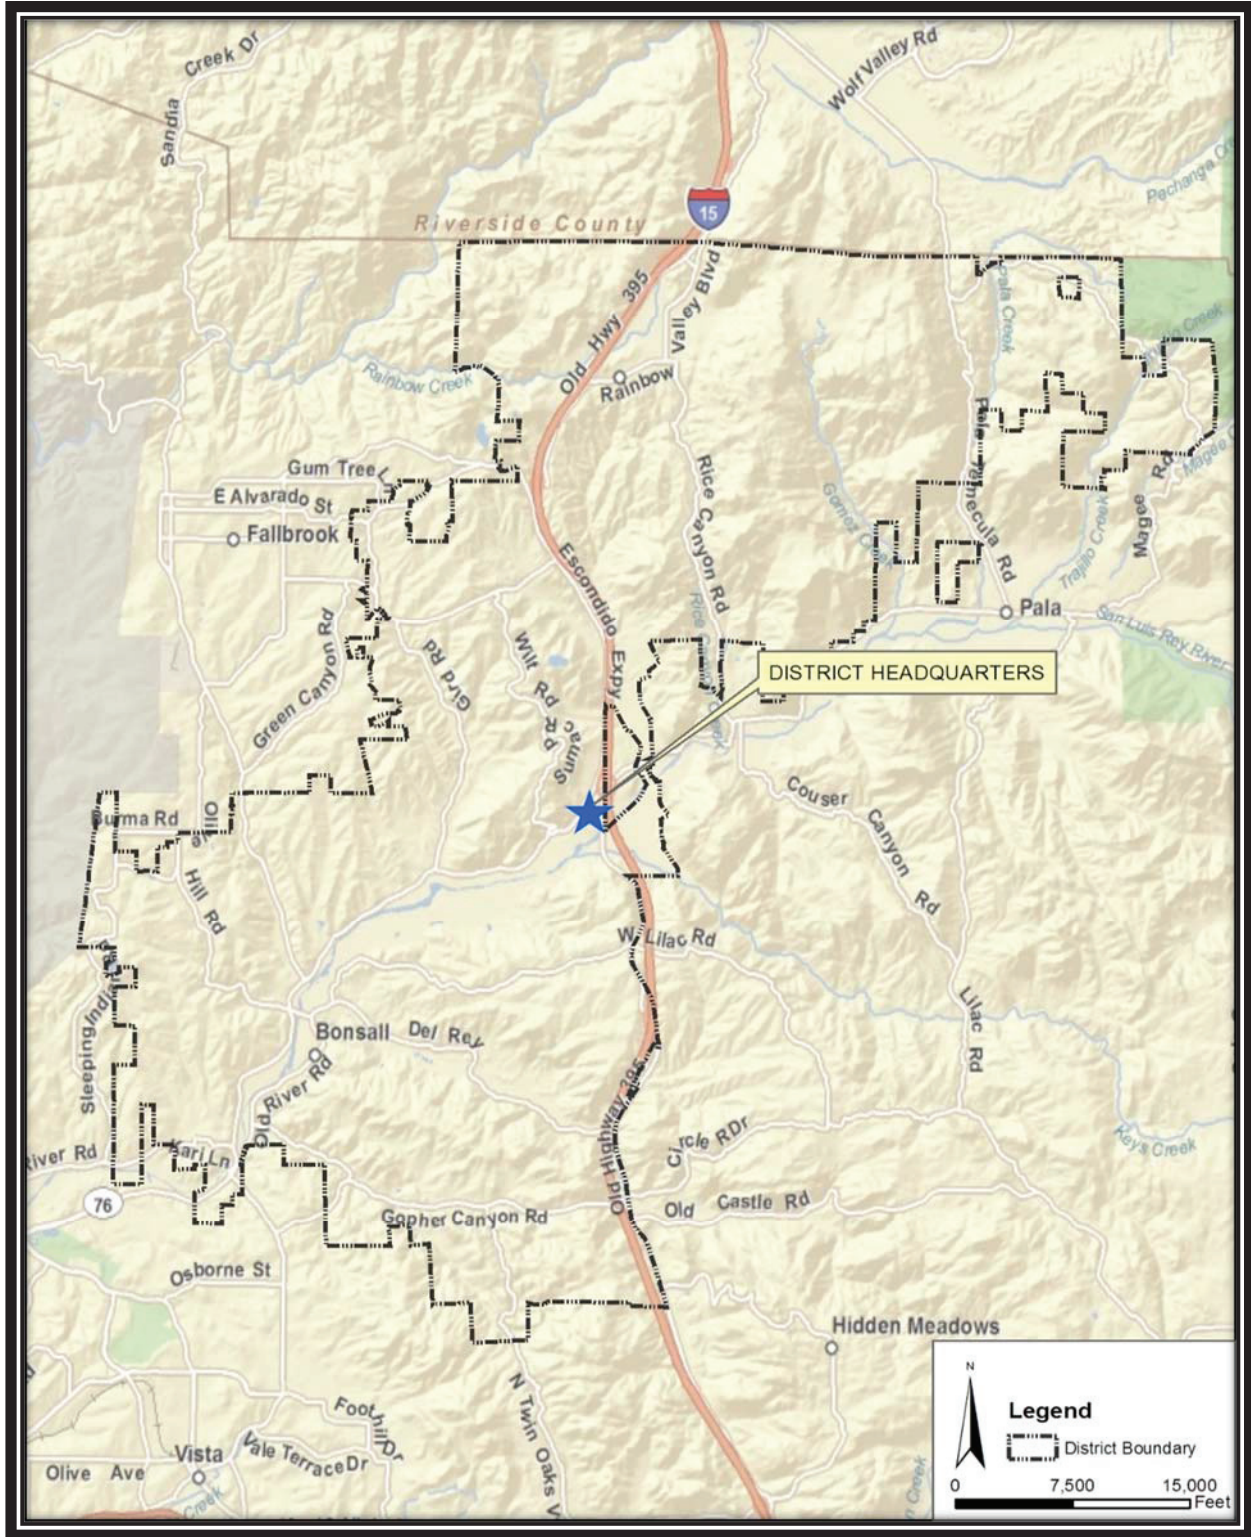 Creek Dr
Sandia
Wolf Valley Rd
Pechanga
15
Riverside County
Old Hwy 395
Valley Blvd
Pala Creek
Creek
Rainbow Creek
Rainbow
Gum Tree Ln
E Alvarado St
Fallbrook
Rice Canyon Rd
Gomez Creek
Pala Temecula Rd
Magee Rd
Magee
Trujillo Creek
Escondido Expy
Pala
San Luis Rey River
Green Canyon Rd
Gird Rd
Wilt Rd
Sumac Rd
Rice Canyon Creek
DISTRICT HEADQUARTERS
Couser Canyon Rd
Burma Rd
Olive
Hill Rd
W Lilac Rd
Lilac Rd
Sleeping Indian
Bonsall
Del Rey
Old River Rd
Old Highway 395
Circle R Dr
Keys Creek
River Rd
Kari Ln
76
Gopher Canyon Rd
Old Castle Rd
Osborne St
Hidden Meadows
N Twin Oaks V
Foothill Dr
Vista
Vale Terrace Dr
Olive Ave
Creek
n Creek
N
Legend
District Boundary
0 7,500 15,000
Feet